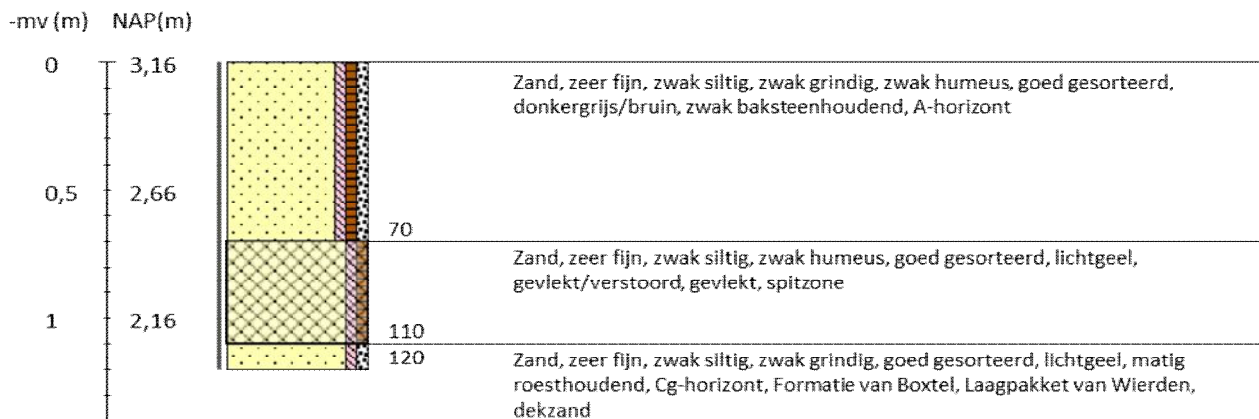 -mv (m) NAP(m)
0 3,16
Zand, zeer fijn, zwak siltig, zwak grindig, zwak humeus, goed gesorteerd,
donkergrijs/bruin, zwak baksteenhoudend, A-horizont
0,5 2,66
70
Zand, zeer fijn, zwak siltig, zwak humeus, goed gesorteerd, lichtgeel,
gevlekt/verstoord, gevlekt, spitzone
1 2,16
110
120
Zand, zeer fijn, zwak siltig, zwak grindig, goed gesorteerd, lichtgeel, matig
roesthoudend, Cg-horizont, Formatie van Boxtel, Laagpakket van Wierden,
dekzand